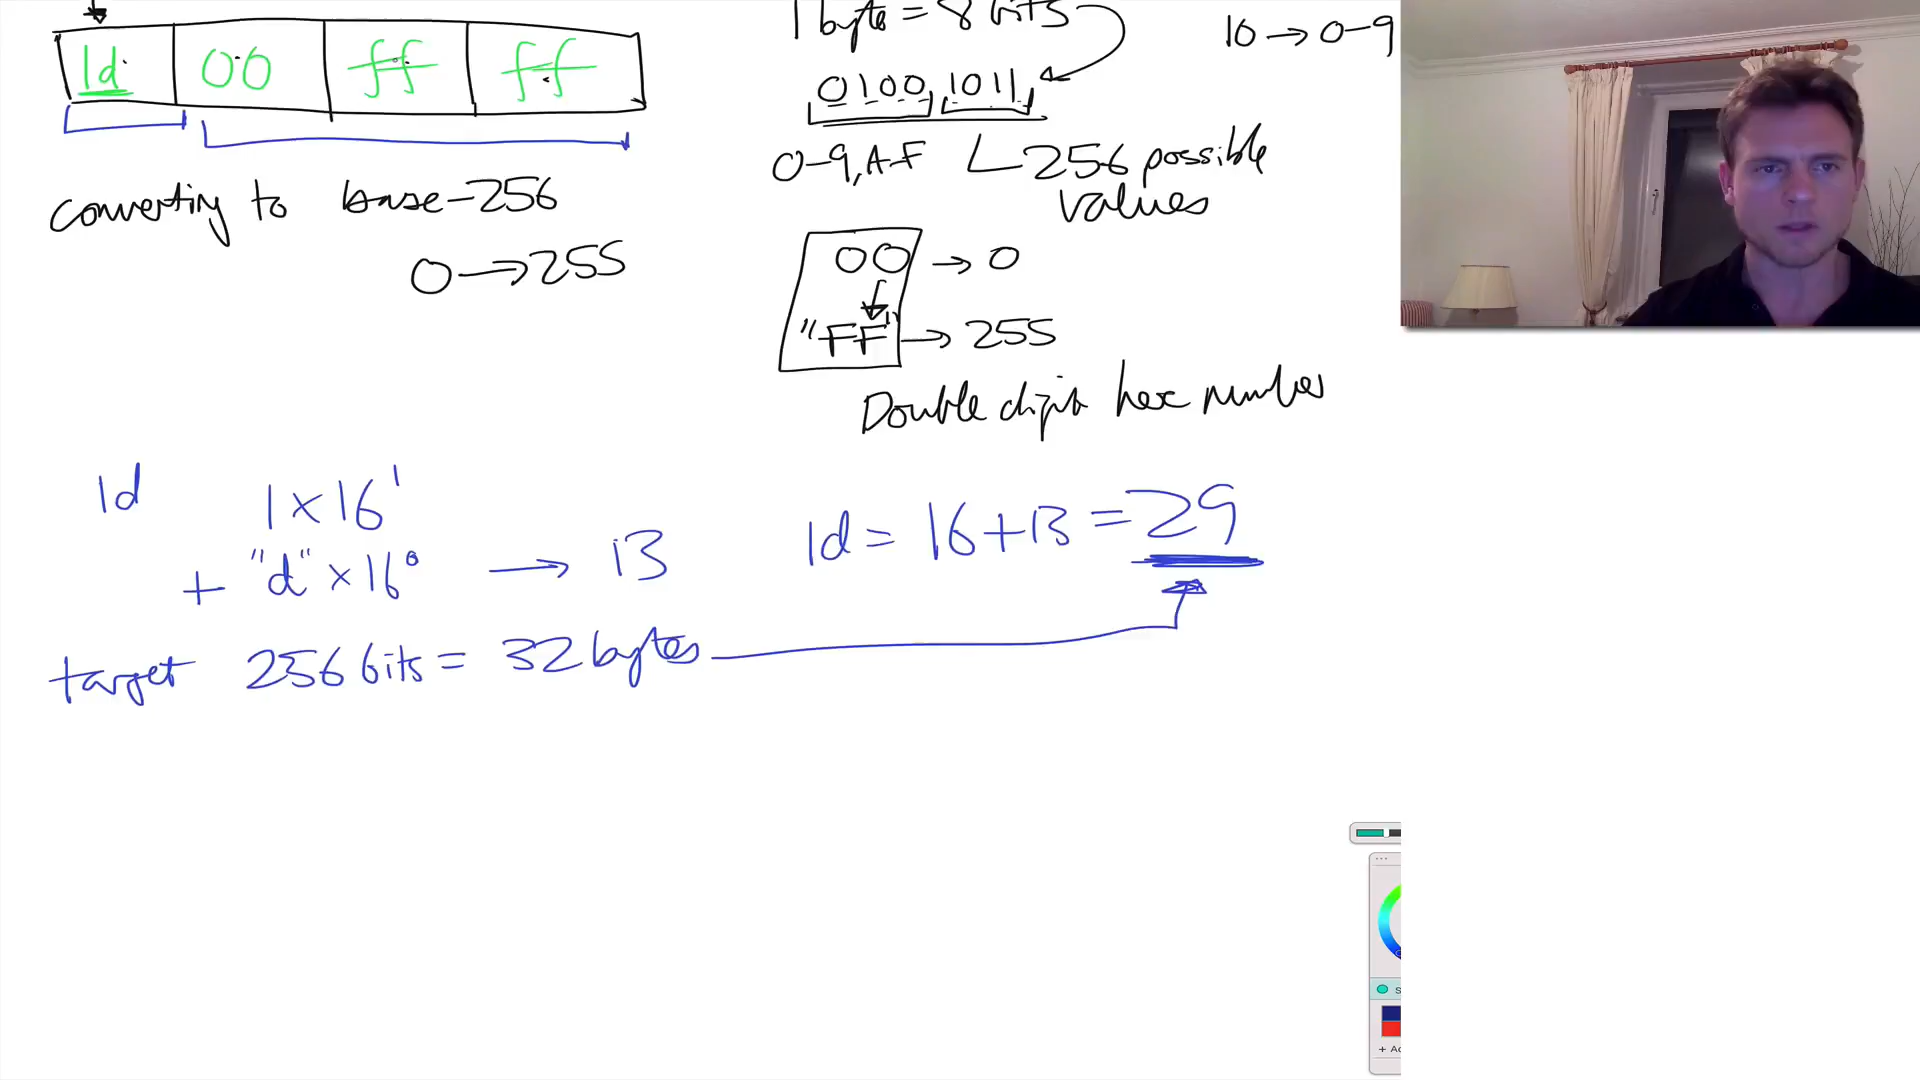 1d 00 ff ff
converting to base-256
0 → 255
1 byte = 8 bits
0100 1011
0-9, A-F
256 possible values
00 → 0
"FF" → 255
Double digit hex number
10 → 0-9
1d
1 × 16¹
+ "d" × 16⁰ → 13
1d = 16 + 13 = 29
target 256 bits = 32 bytes